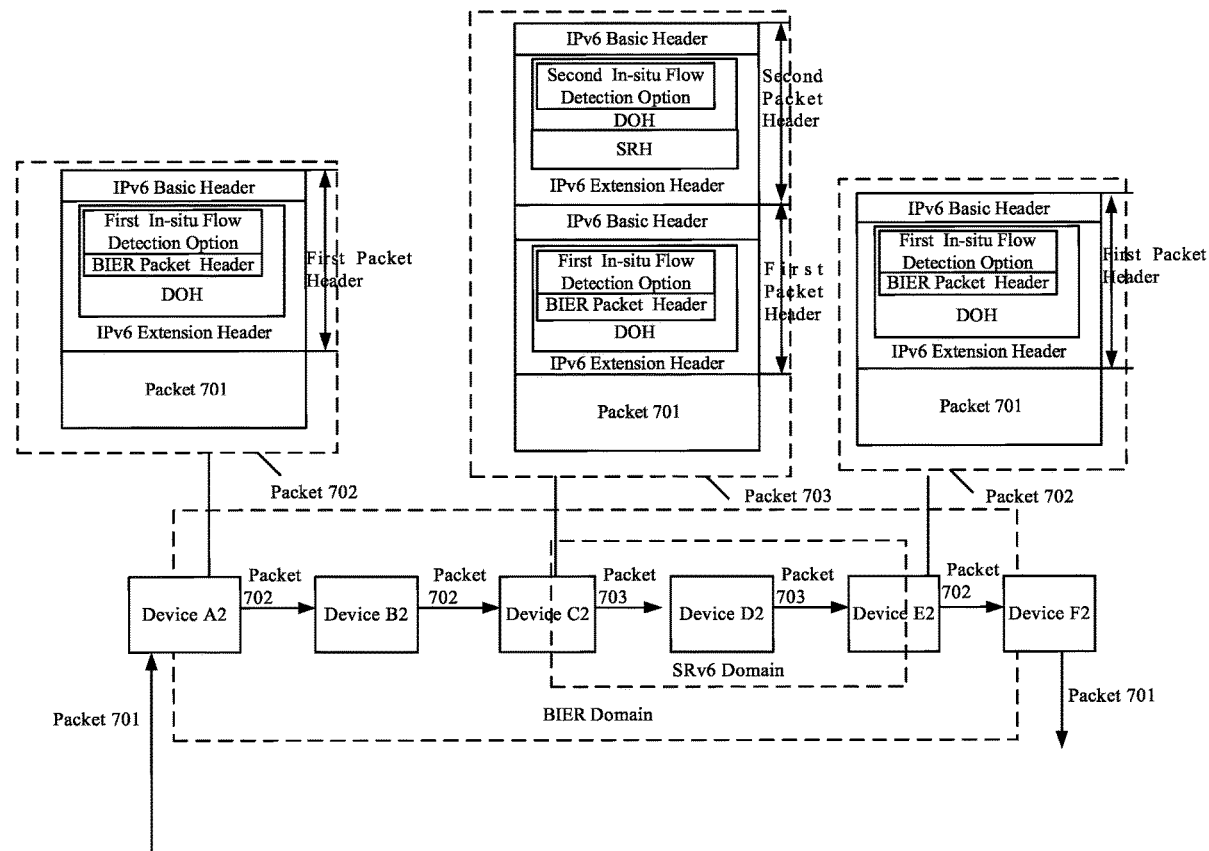 IPv6 Basic Header
Second In-situ Flow
Detection Option
DOH
SRH
IPv6 Extension Header
Second
Packet
Header
IPv6 Basic Header
First In-situ Flow
Detection Option
BIER Packet Header
DOH
IPv6 Extension Header
First
Packet
Header
Packet 701
Packet 703
IPv6 Basic Header
First In-situ Flow
Detection Option
BIER Packet Header
DOH
IPv6 Extension Header
First Packet
Header
Packet 701
Packet 702
IPv6 Basic Header
First In-situ Flow
Detection Option
BIER Packet Header
DOH
IPv6 Extension Header
First Packet
Header
Packet 701
Packet 702
Device A2
Packet
702
Device B2
Packet
702
Device C2
Packet
703
Device D2
Packet
703
Device E2
Packet
702
Device F2
SRv6 Domain
BIER Domain
Packet 701
Packet 701